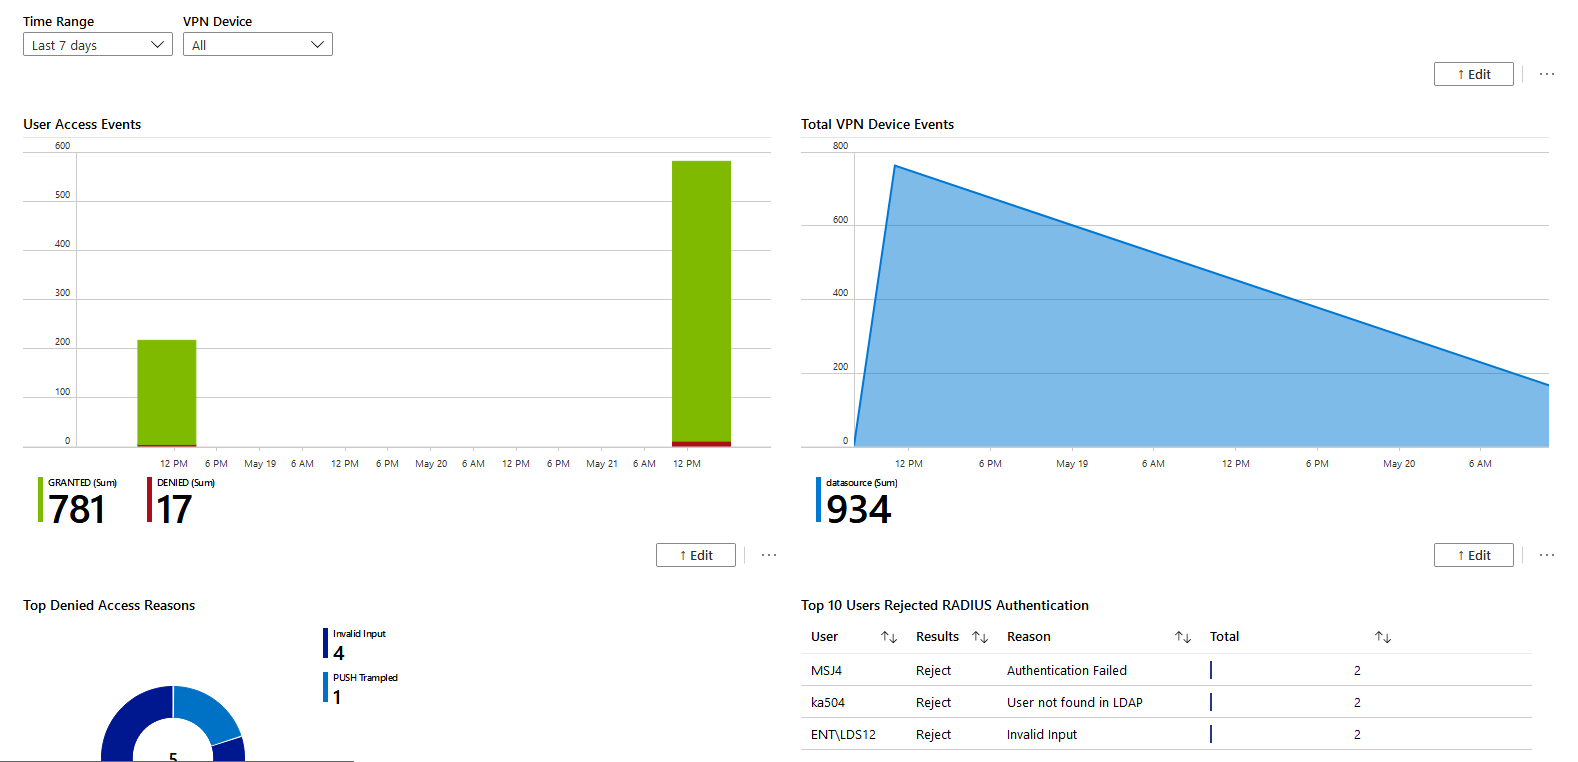 Time Range
VPN Device
Last 7 days
All
↑ Edit
...
User Access Events
600
500
400
300
200
100
0
12 PM 6 PM May 19 6 AM 12 PM 6 PM May 20 6 AM 12 PM 6 PM May 21 6 AM 12 PM
GRANTED (Sum)
781
DENIED (Sum)
17
Total VPN Device Events
800
600
400
200
0
12 PM 6 PM May 19 6 AM 12 PM 6 PM May 20 6 AM
datasource (Sum)
934
↑ Edit
...
↑ Edit
...
Top Denied Access Reasons
Invalid Input
4
PUSH Trampled
1
5
Top 10 Users Rejected RADIUS Authentication
User ↑↓ Results ↑↓ Reason ↑↓ Total ↑↓
MSJ4 Reject Authentication Failed 2
ka504 Reject User not found in LDAP 2
ENT\LDS12 Reject Invalid Input 2